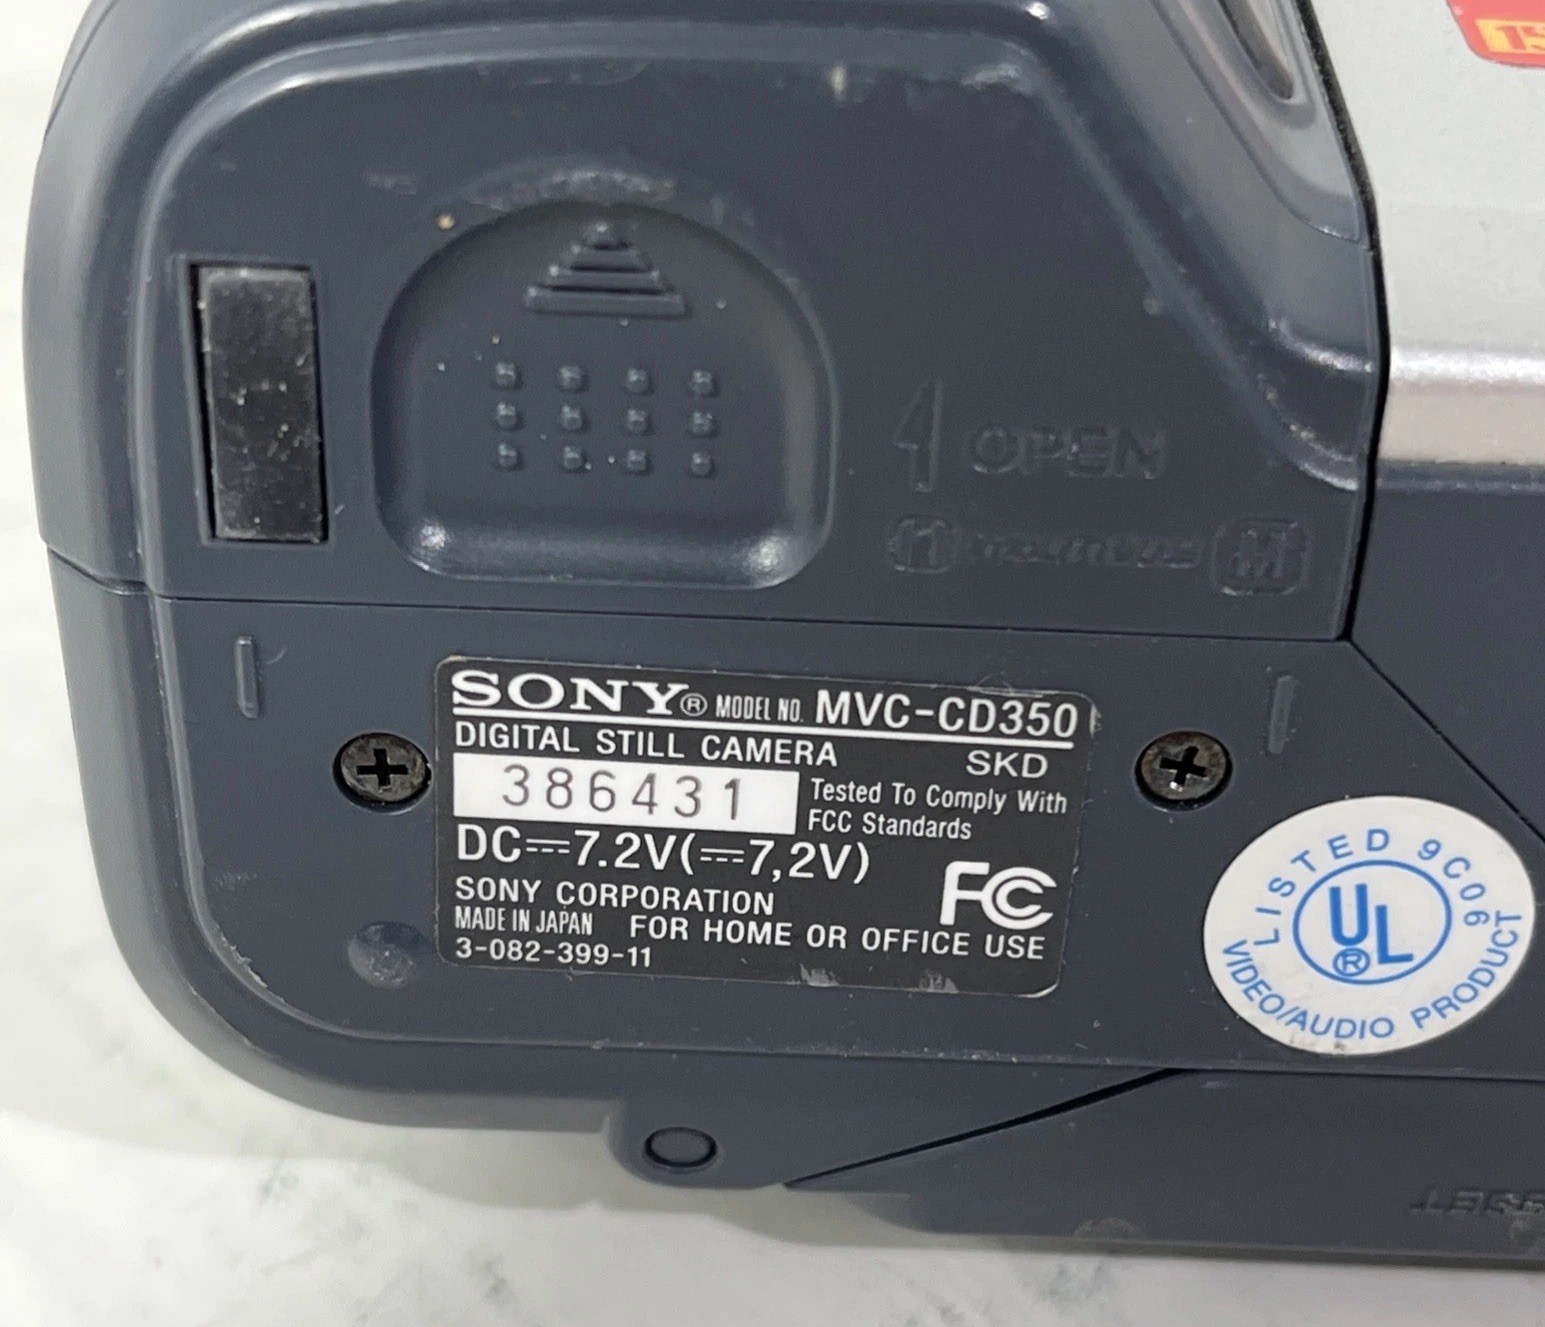 OPEN
InfoLITHIUM M
SONY® MODEL NO. MVC-CD350
DIGITAL STILL CAMERA SKD
386431 Tested To Comply With
FCC Standards
DC⎓7.2V(⎓7,2V)
SONY CORPORATION FC
MADE IN JAPAN FOR HOME OR OFFICE USE
3-082-399-11
LISTED 9C06
UL®
VIDEO/AUDIO PRODUCT
RESET